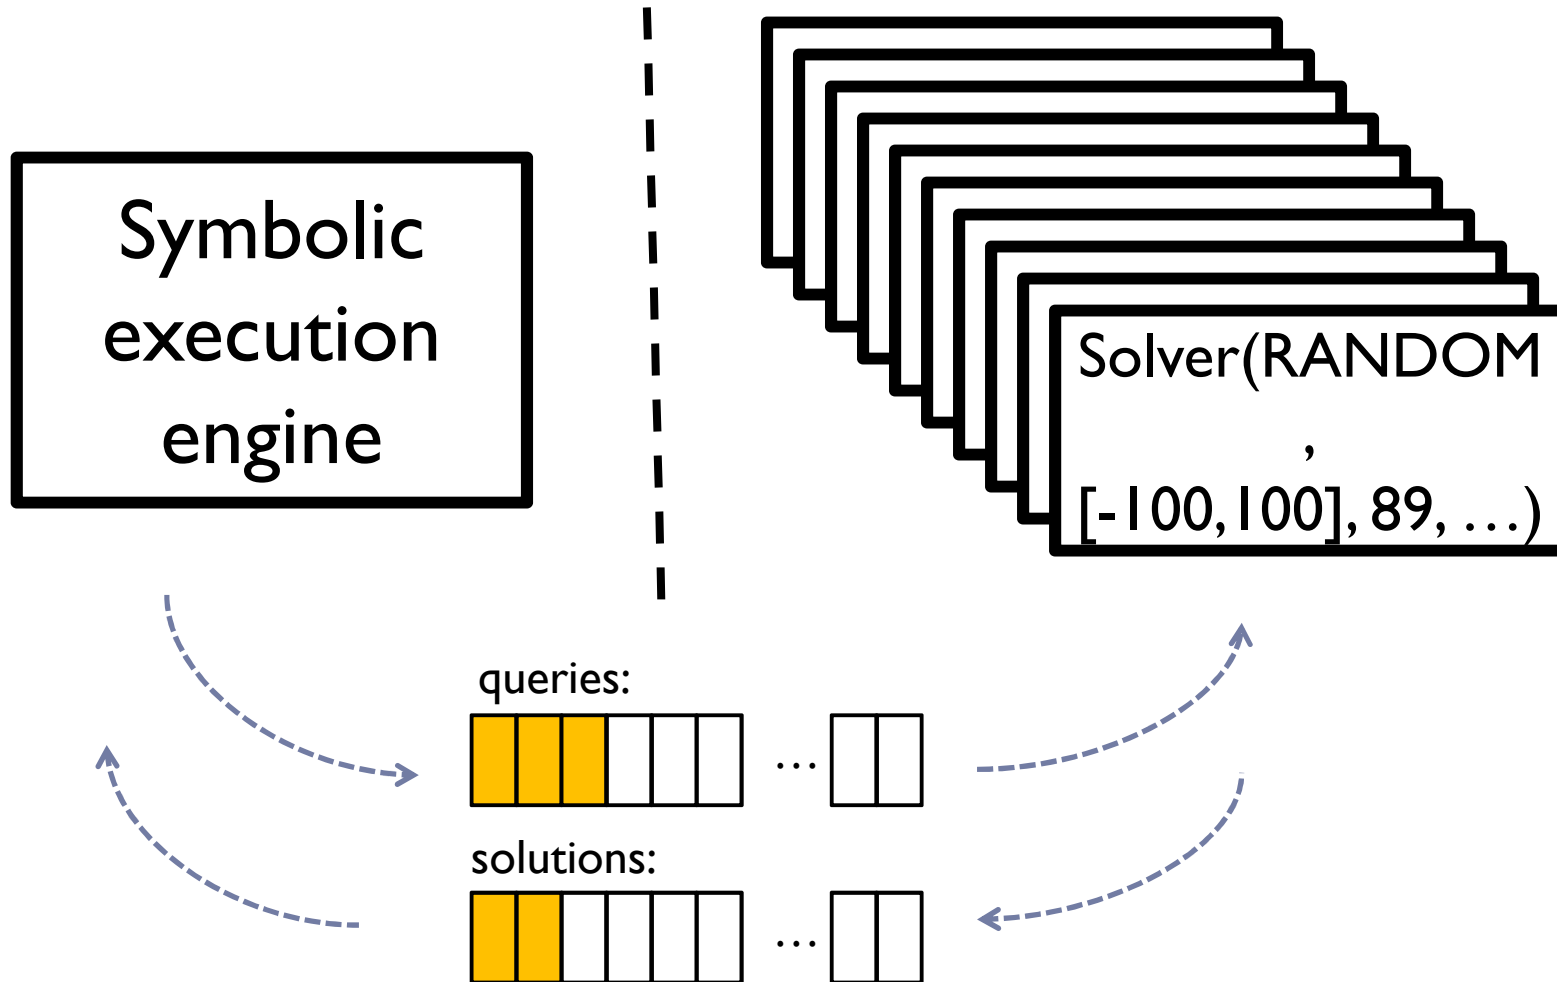 Symbolic
execution
engine
Solver(RANDOM
,
[-100,100], 89, …)
queries:
…
solutions:
…